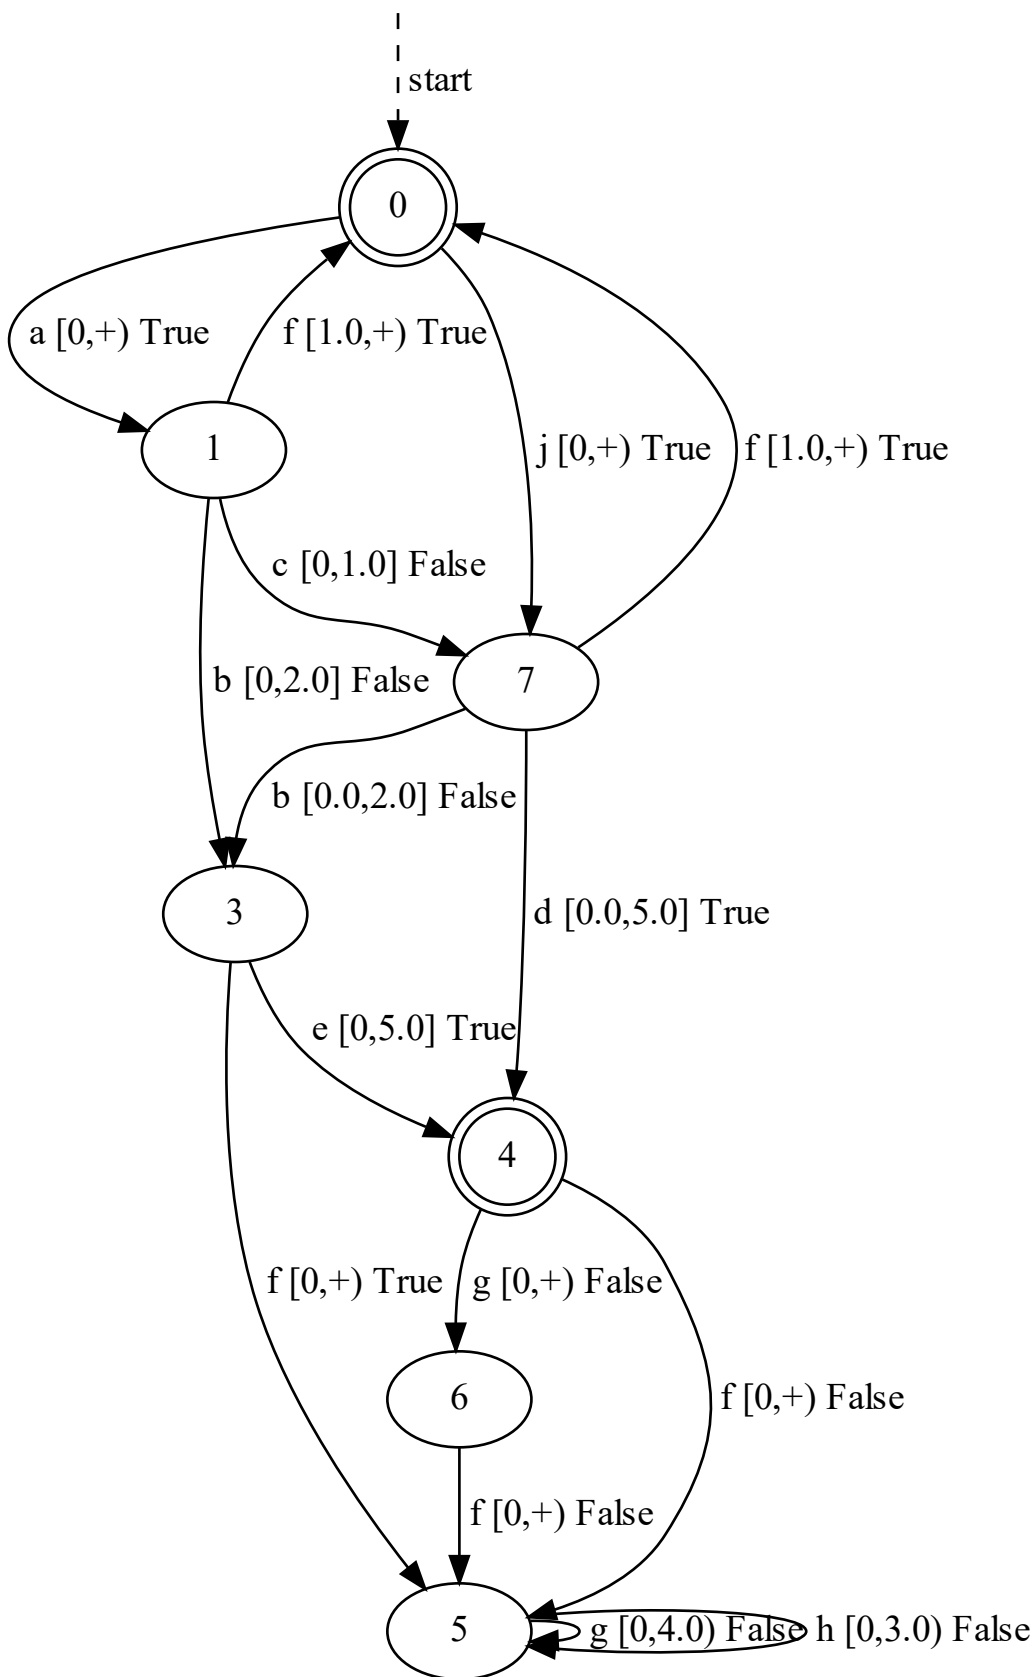 start
0
a [0,+) True
f [1.0,+) True
j [0,+) True
f [1.0,+) True
1
c [0,1.0] False
b [0,2.0] False
7
b [0.0,2.0] False
3
d [0.0,5.0] True
e [0,5.0] True
4
f [0,+) True
g [0,+) False
6
f [0,+) False
f [0,+) False
5
g [0,4.0) False
h [0,3.0) False